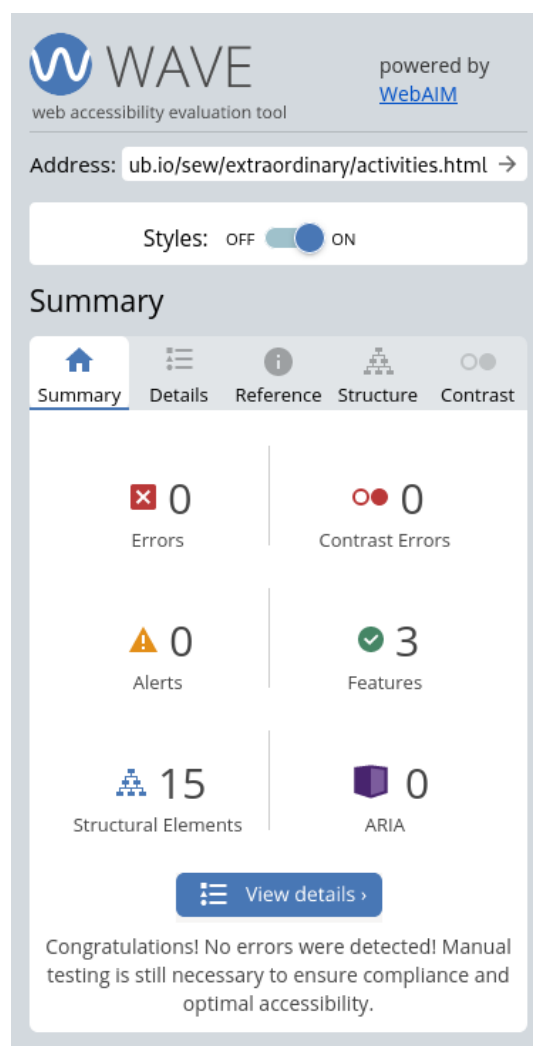 WAVE
web accessibility evaluation tool
powered by
WebAIM
Address: ub.io/sew/extraordinary/activities.html →
Styles: OFF ON
Summary
Summary Details Reference Structure Contrast
0 0
Errors Contrast Errors
0 3
Alerts Features
15 0
Structural Elements ARIA
View details ›
Congratulations! No errors were detected! Manual
testing is still necessary to ensure compliance and
optimal accessibility.